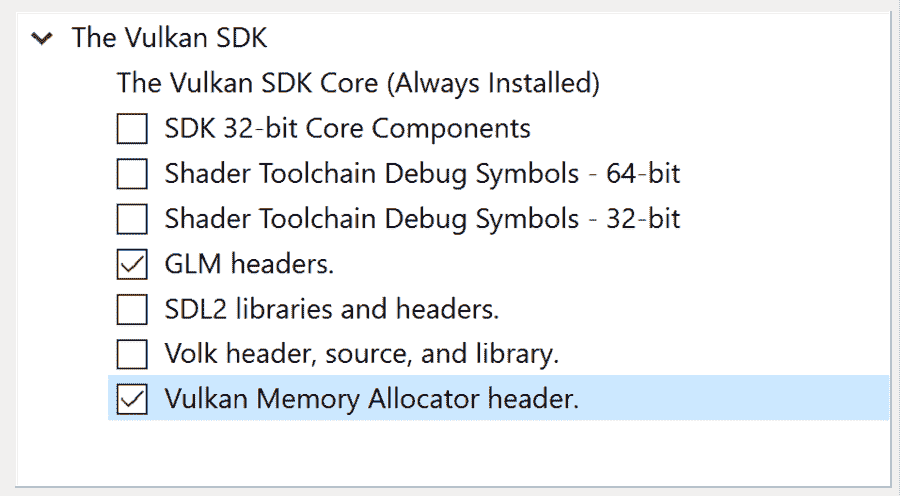 The Vulkan SDK
The Vulkan SDK Core (Always Installed)
SDK 32-bit Core Components
Shader Toolchain Debug Symbols - 64-bit
Shader Toolchain Debug Symbols - 32-bit
GLM headers.
SDL2 libraries and headers.
Volk header, source, and library.
Vulkan Memory Allocator header.